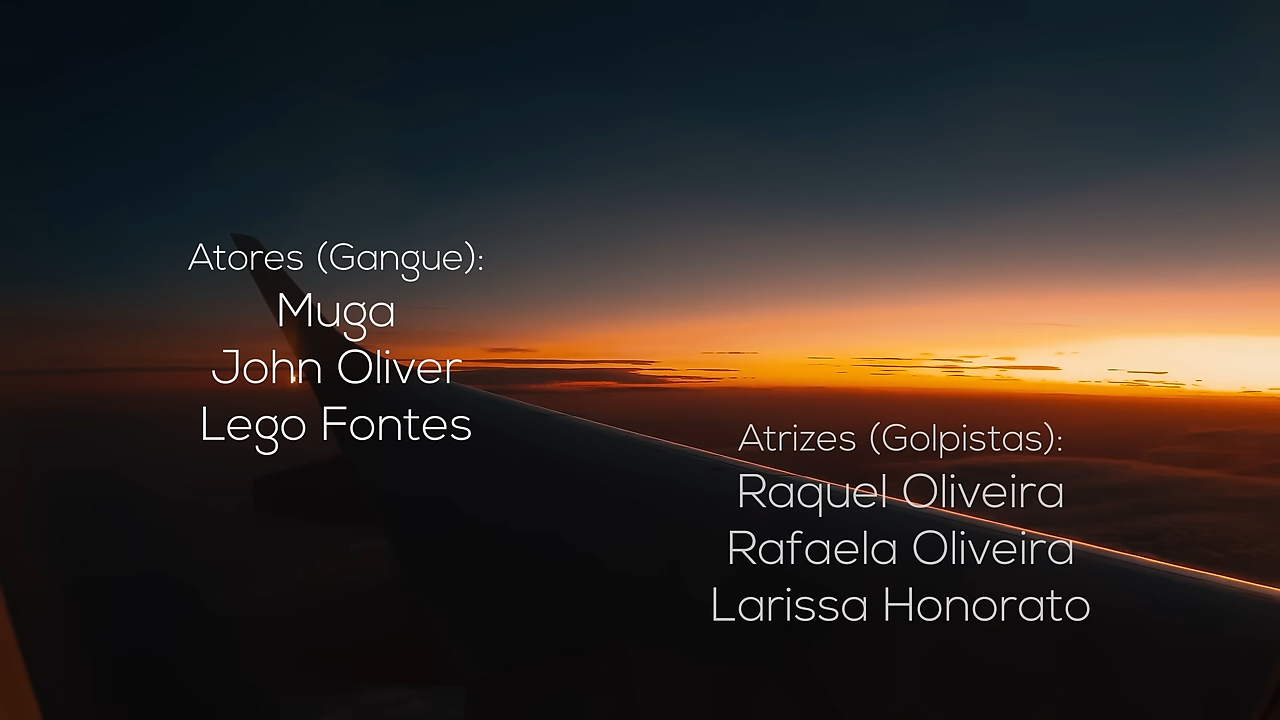 Atores (Gangue):
Muga
John Oliver
Lego Fontes
Atrizes (Golpistas):
Raquel Oliveira
Rafaela Oliveira
Larissa Honorato